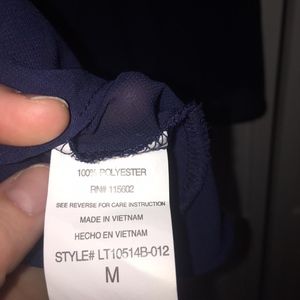 100% POLYESTER
RN# 115602
SEE REVERSE FOR CARE INSTRUCTION
MADE IN VIETNAM
HECHO EN VIETNAM
STYLE# LT10514B-012
M